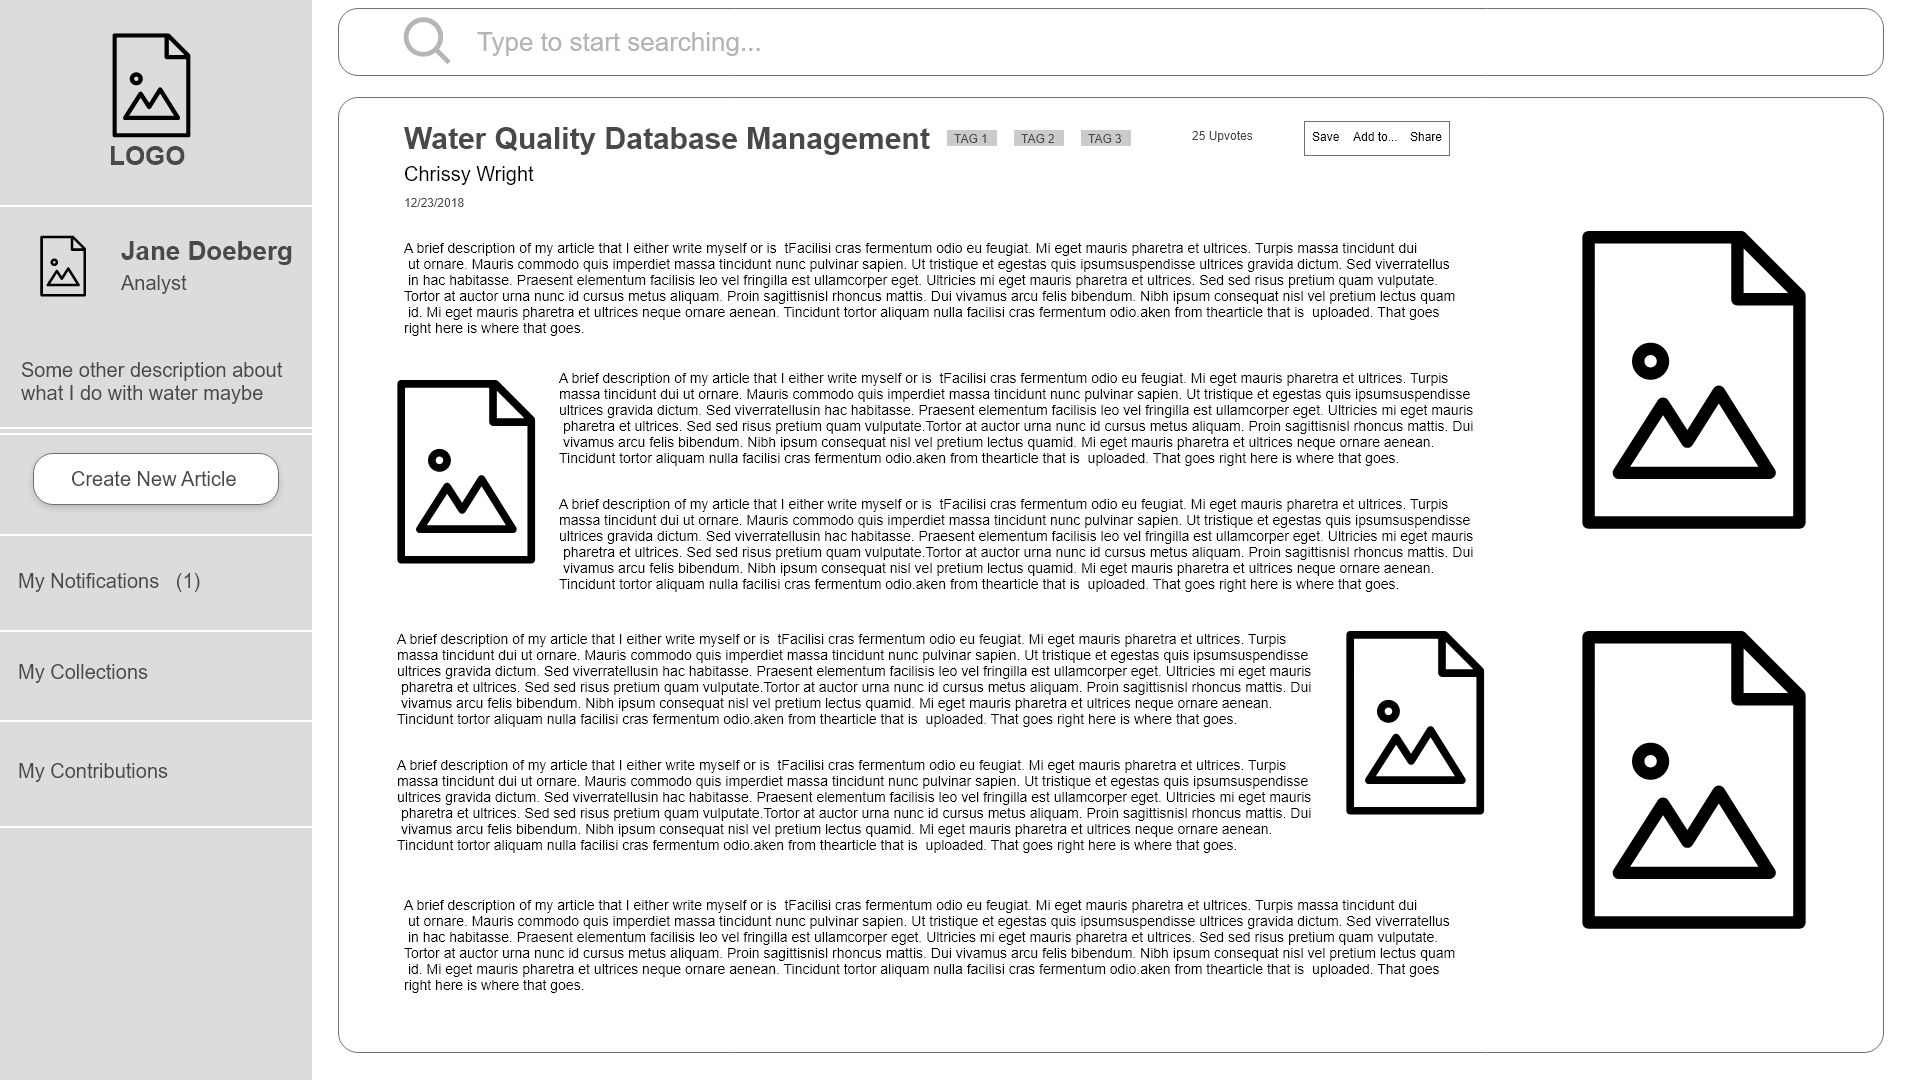 LOGO
Jane Doeberg
Analyst
Some other description about
what I do with water maybe
Create New Article
My Notifications (1)
My Collections
My Contributions
Type to start searching...
Water Quality Database Management TAG 1 TAG 2 TAG 3 25 Upvotes Save Add to... Share
Chrissy Wright
12/23/2018
A brief description of my article that I either write myself or is tFacilisi cras fermentum odio eu feugiat. Mi eget mauris pharetra et ultrices. Turpis massa tincidunt dui
ut ornare. Mauris commodo quis imperdiet massa tincidunt nunc pulvinar sapien. Ut tristique et egestas quis ipsumsuspendisse ultrices gravida dictum. Sed viverratellus
in hac habitasse. Praesent elementum facilisis leo vel fringilla est ullamcorper eget. Ultricies mi eget mauris pharetra et ultrices. Sed sed risus pretium quam vulputate.
Tortor at auctor urna nunc id cursus metus aliquam. Proin sagittisnisl rhoncus mattis. Dui vivamus arcu felis bibendum. Nibh ipsum consequat nisl vel pretium lectus quam
id. Mi eget mauris pharetra et ultrices neque ornare aenean. Tincidunt tortor aliquam nulla facilisi cras fermentum odio.aken from thearticle that is uploaded. That goes
right here is where that goes.
A brief description of my article that I either write myself or is tFacilisi cras fermentum odio eu feugiat. Mi eget mauris pharetra et ultrices. Turpis
massa tincidunt dui ut ornare. Mauris commodo quis imperdiet massa tincidunt nunc pulvinar sapien. Ut tristique et egestas quis ipsumsuspendisse
ultrices gravida dictum. Sed viverratellusin hac habitasse. Praesent elementum facilisis leo vel fringilla est ullamcorper eget. Ultricies mi eget mauris
pharetra et ultrices. Sed sed risus pretium quam vulputate.Tortor at auctor urna nunc id cursus metus aliquam. Proin sagittisnisl rhoncus mattis. Dui
vivamus arcu felis bibendum. Nibh ipsum consequat nisl vel pretium lectus quamid. Mi eget mauris pharetra et ultrices neque ornare aenean.
Tincidunt tortor aliquam nulla facilisi cras fermentum odio.aken from thearticle that is uploaded. That goes right here is where that goes.
A brief description of my article that I either write myself or is tFacilisi cras fermentum odio eu feugiat. Mi eget mauris pharetra et ultrices. Turpis
massa tincidunt dui ut ornare. Mauris commodo quis imperdiet massa tincidunt nunc pulvinar sapien. Ut tristique et egestas quis ipsumsuspendisse
ultrices gravida dictum. Sed viverratellusin hac habitasse. Praesent elementum facilisis leo vel fringilla est ullamcorper eget. Ultricies mi eget mauris
pharetra et ultrices. Sed sed risus pretium quam vulputate.Tortor at auctor urna nunc id cursus metus aliquam. Proin sagittisnisl rhoncus mattis. Dui
vivamus arcu felis bibendum. Nibh ipsum consequat nisl vel pretium lectus quamid. Mi eget mauris pharetra et ultrices neque ornare aenean.
Tincidunt tortor aliquam nulla facilisi cras fermentum odio.aken from thearticle that is uploaded. That goes right here is where that goes.
A brief description of my article that I either write myself or is tFacilisi cras fermentum odio eu feugiat. Mi eget mauris pharetra et ultrices. Turpis
massa tincidunt dui ut ornare. Mauris commodo quis imperdiet massa tincidunt nunc pulvinar sapien. Ut tristique et egestas quis ipsumsuspendisse
ultrices gravida dictum. Sed viverratellusin hac habitasse. Praesent elementum facilisis leo vel fringilla est ullamcorper eget. Ultricies mi eget mauris
pharetra et ultrices. Sed sed risus pretium quam vulputate.Tortor at auctor urna nunc id cursus metus aliquam. Proin sagittisnisl rhoncus mattis. Dui
vivamus arcu felis bibendum. Nibh ipsum consequat nisl vel pretium lectus quamid. Mi eget mauris pharetra et ultrices neque ornare aenean.
Tincidunt tortor aliquam nulla facilisi cras fermentum odio.aken from thearticle that is uploaded. That goes right here is where that goes.
A brief description of my article that I either write myself or is tFacilisi cras fermentum odio eu feugiat. Mi eget mauris pharetra et ultrices. Turpis
massa tincidunt dui ut ornare. Mauris commodo quis imperdiet massa tincidunt nunc pulvinar sapien. Ut tristique et egestas quis ipsumsuspendisse
ultrices gravida dictum. Sed viverratellusin hac habitasse. Praesent elementum facilisis leo vel fringilla est ullamcorper eget. Ultricies mi eget mauris
pharetra et ultrices. Sed sed risus pretium quam vulputate.Tortor at auctor urna nunc id cursus metus aliquam. Proin sagittisnisl rhoncus mattis. Dui
vivamus arcu felis bibendum. Nibh ipsum consequat nisl vel pretium lectus quamid. Mi eget mauris pharetra et ultrices neque ornare aenean.
Tincidunt tortor aliquam nulla facilisi cras fermentum odio.aken from thearticle that is uploaded. That goes right here is where that goes.
A brief description of my article that I either write myself or is tFacilisi cras fermentum odio eu feugiat. Mi eget mauris pharetra et ultrices. Turpis massa tincidunt dui
ut ornare. Mauris commodo quis imperdiet massa tincidunt nunc pulvinar sapien. Ut tristique et egestas quis ipsumsuspendisse ultrices gravida dictum. Sed viverratellus
in hac habitasse. Praesent elementum facilisis leo vel fringilla est ullamcorper eget. Ultricies mi eget mauris pharetra et ultrices. Sed sed risus pretium quam vulputate.
Tortor at auctor urna nunc id cursus metus aliquam. Proin sagittisnisl rhoncus mattis. Dui vivamus arcu felis bibendum. Nibh ipsum consequat nisl vel pretium lectus quam
id. Mi eget mauris pharetra et ultrices neque ornare aenean. Tincidunt tortor aliquam nulla facilisi cras fermentum odio.aken from thearticle that is uploaded. That goes
right here is where that goes.